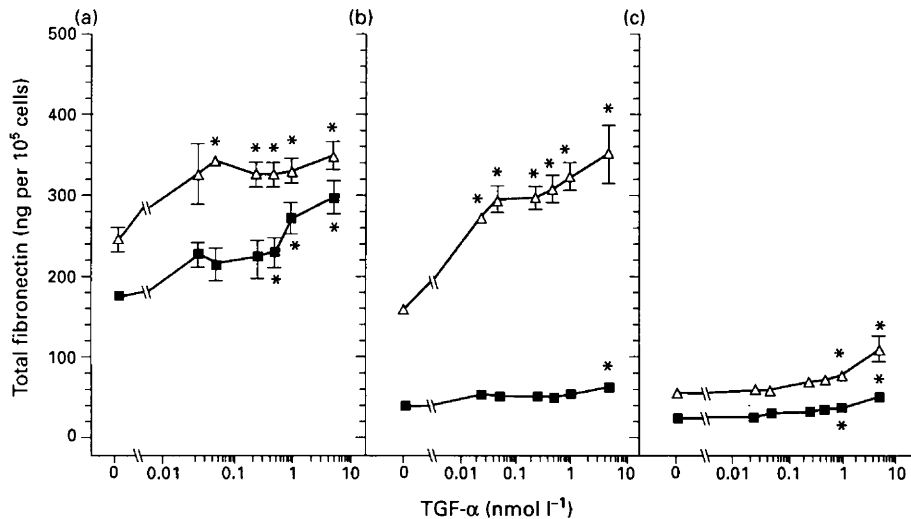 (a) (b) (c)
Total fibronectin (ng per 10⁵ cells)
500
400
300
200
100
0
* * * * *
* * *
* * * * * *
*
* *
* *
0 0.01 0.1 1 10 0 0.01 0.1 1 10 0 0.01 0.1 1 10
TGF-α (nmol l⁻¹)